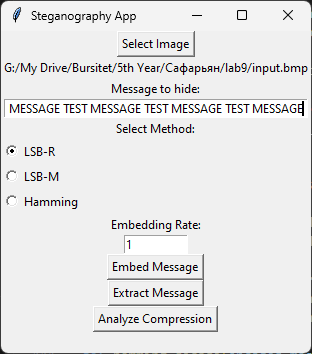 Steganography App
Select Image
G:/My Drive/Bursitet/5th Year/Сафарьян/lab9/input.bmp
Message to hide:
MESSAGE TEST MESSAGE TEST MESSAGE TEST MESSAGE
Select Method:
LSB-R
LSB-M
Hamming
Embedding Rate:
1
Embed Message
Extract Message
Analyze Compression